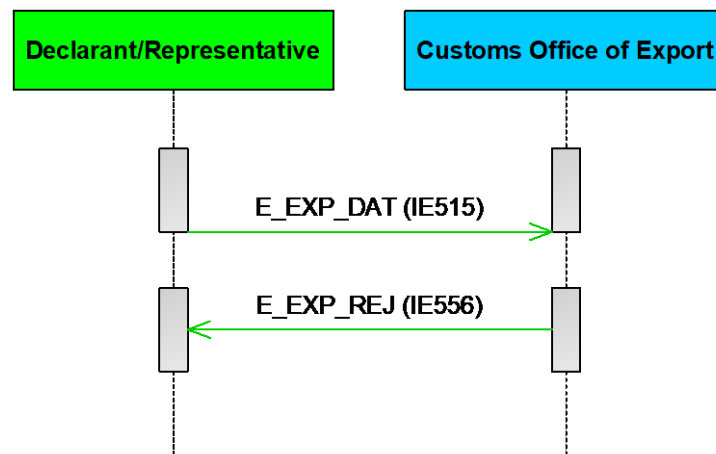 Declarant/Representative
Customs Office of Export
E_EXP_DAT (IE515)
E_EXP_REJ (IE556)